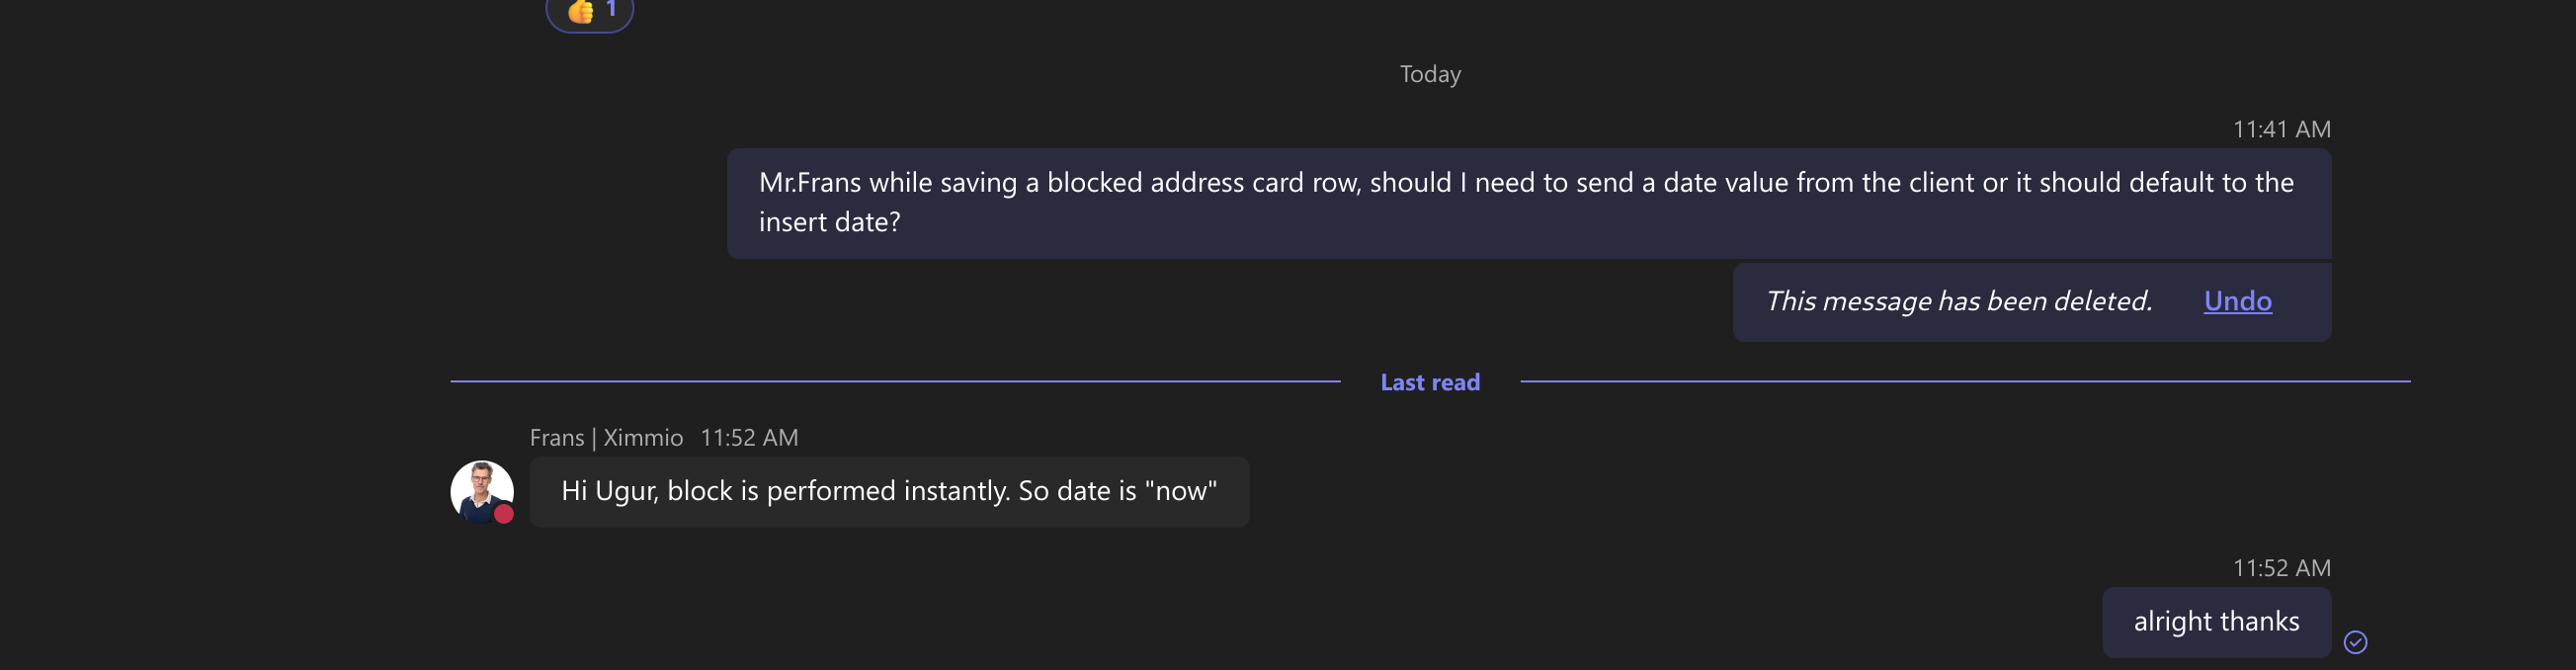 👍 1
Today
11:41 AM
Mr.Frans while saving a blocked address card row, should I need to send a date value from the client or it should default to the
insert date?
This message has been deleted. Undo
Last read
Frans | Ximmio 11:52 AM
Hi Ugur, block is performed instantly. So date is "now"
11:52 AM
alright thanks